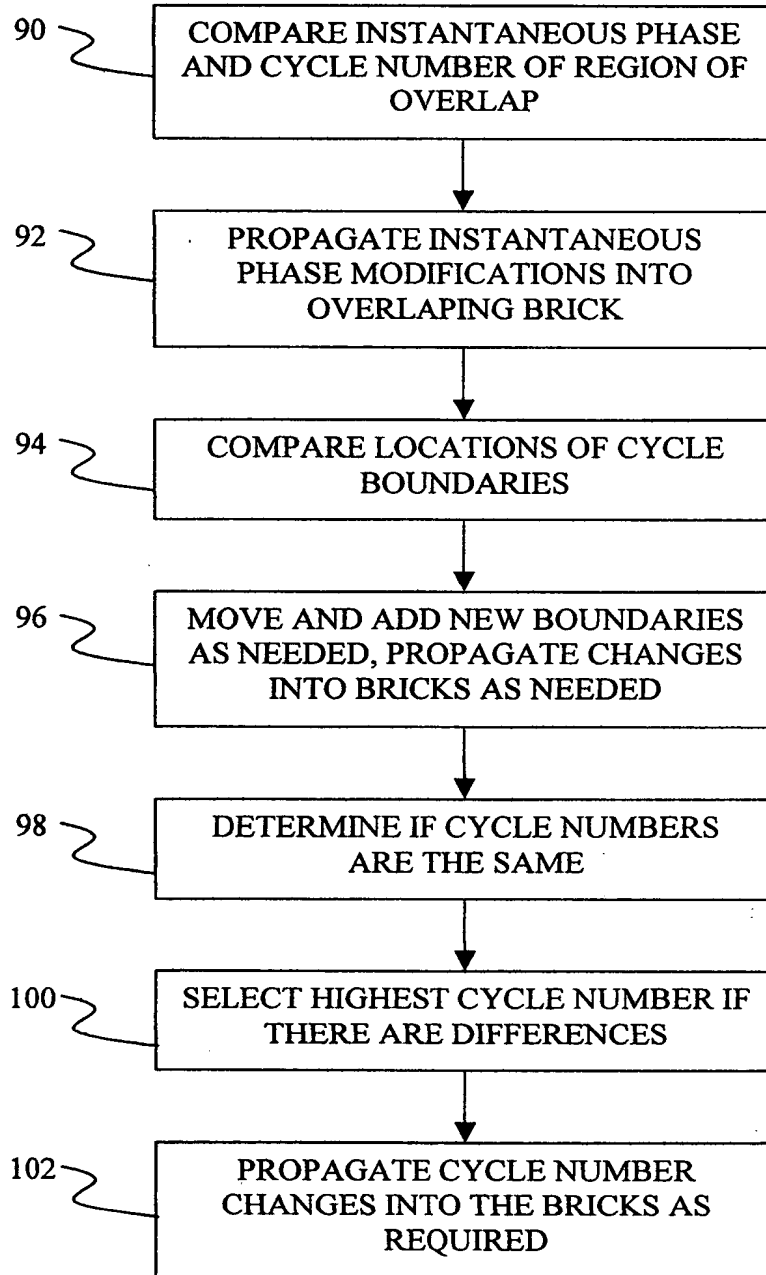 90
COMPARE INSTANTANEOUS PHASE
AND CYCLE NUMBER OF REGION OF
OVERLAP
92
PROPAGATE INSTANTANEOUS
PHASE MODIFICATIONS INTO
OVERLAPING BRICK
94
COMPARE LOCATIONS OF CYCLE
BOUNDARIES
96
MOVE AND ADD NEW BOUNDARIES
AS NEEDED, PROPAGATE CHANGES
INTO BRICKS AS NEEDED
98
DETERMINE IF CYCLE NUMBERS
ARE THE SAME
100
SELECT HIGHEST CYCLE NUMBER IF
THERE ARE DIFFERENCES
102
PROPAGATE CYCLE NUMBER
CHANGES INTO THE BRICKS AS
REQUIRED